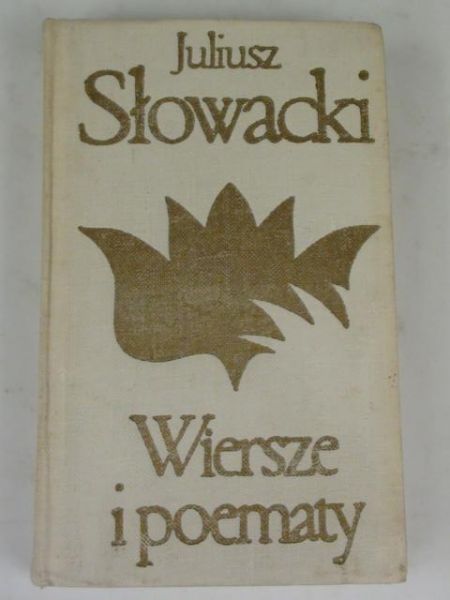 Juliusz
Słowacki
Wiersze
i poematy